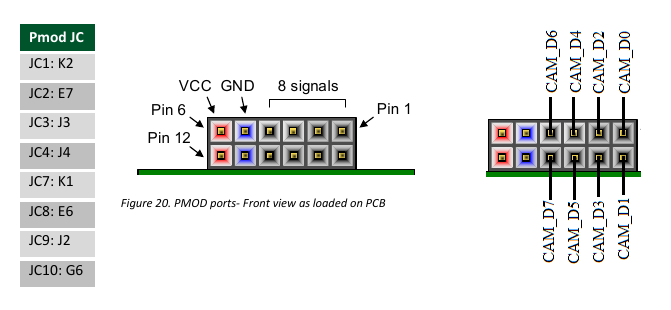 Pmod JC
JC1: K2
JC2: E7
JC3: J3
JC4: J4
JC7: K1
JC8: E6
JC9: J2
JC10: G6
VCC GND
8 signals
Pin 6
Pin 1
Pin 12
Figure 20. PMOD ports- Front view as loaded on PCB
CAM_D6
CAM_D4
CAM_D2
CAM_D0
CAM_D7
CAM_D5
CAM_D3
CAM_D1